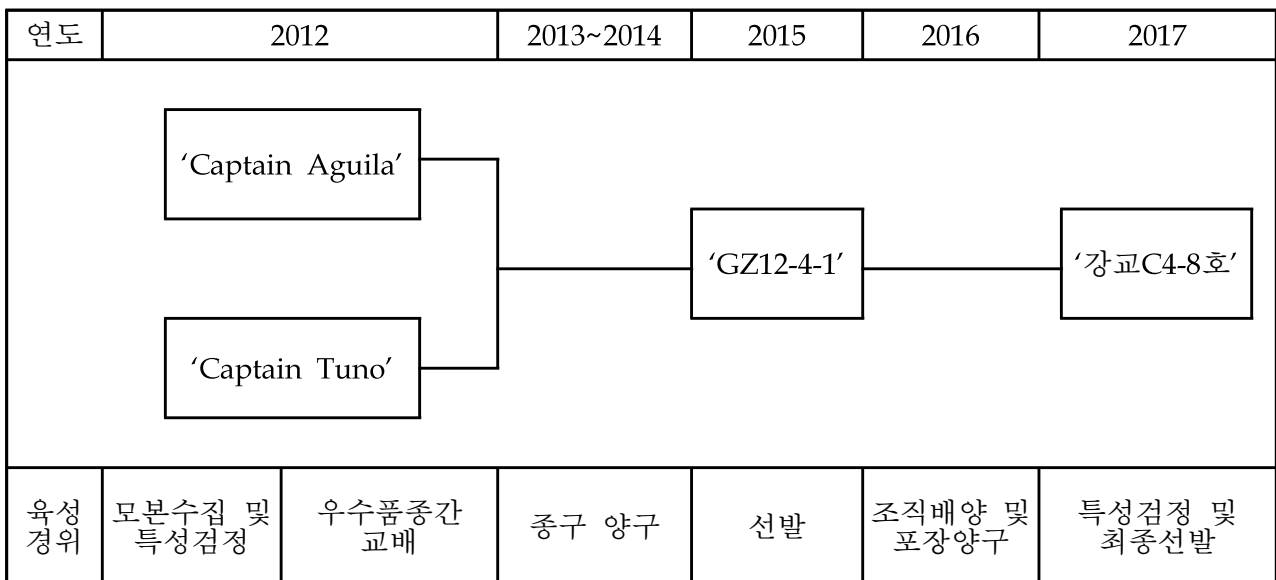 연도 2012 2013~2014 2015 2016 2017
‘Captain Aguila’
‘GZ12-4-1’ ‘강교C4-8호’
‘Captain Tuno’
육성 모본수집 및 우수품종간 종구 양구 선발 조직배양 및 특성검정 및
경위 특성검정 교배 포장양구 최종선발